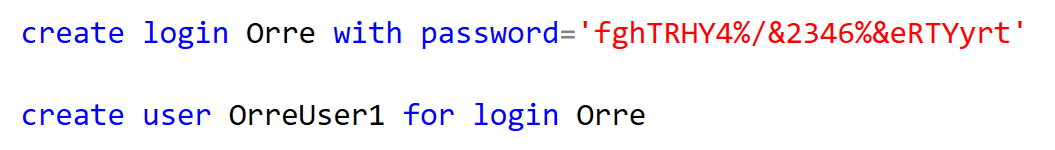 create login Orre with password='fghTRHY4%/&2346%&eRTYyrt'
create user OrreUser1 for login Orre